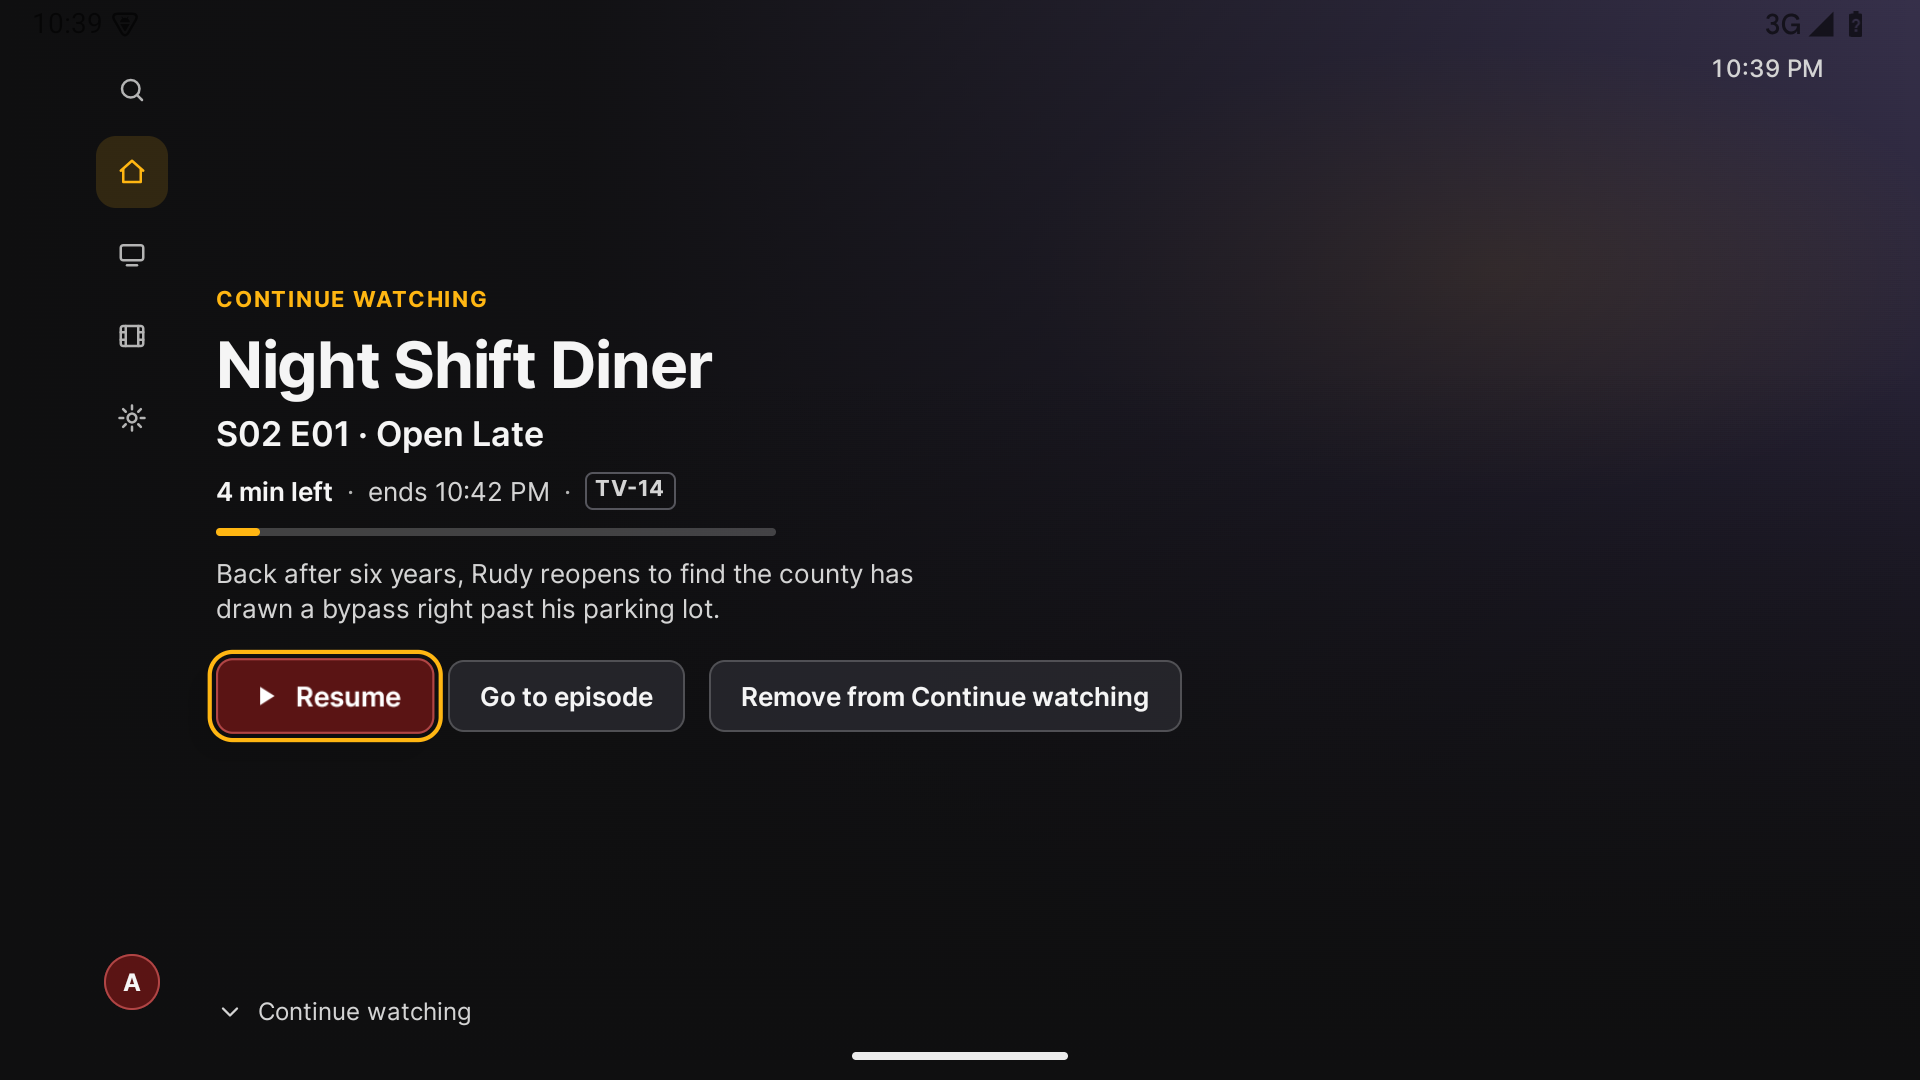 10:39
3G
10:39 PM
CONTINUE WATCHING
Night Shift Diner
S02 E01 · Open Late
4 min left · ends 10:42 PM · TV-14
Back after six years, Rudy reopens to find the county has
drawn a bypass right past his parking lot.
Resume
Go to episode
Remove from Continue watching
A
Continue watching